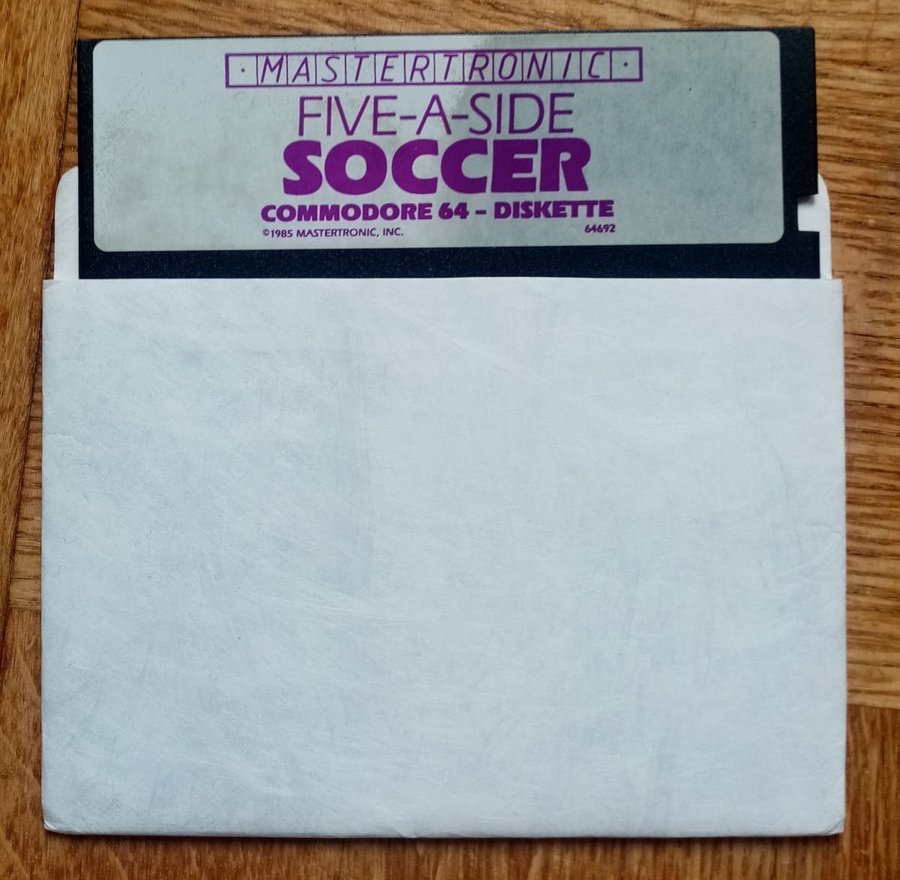 ·MASTERTRONIC·
FIVE-A-SIDE
SOCCER
COMMODORE 64 - DISKETTE
©1985 MASTERTRONIC, INC. 64692